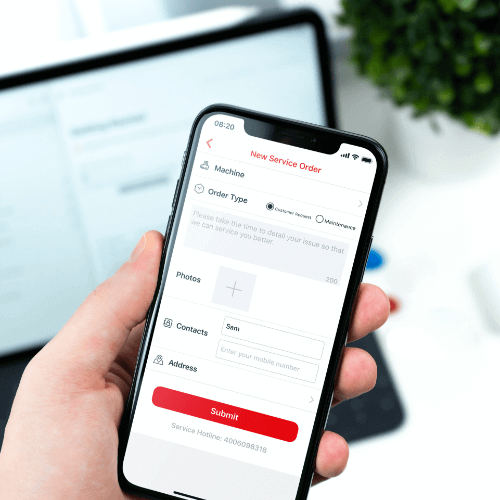 08:20
New Service Order
Machine
Order Type
Customer Request
Maintenance
Please take the time to detail your issue so that
we can service you better.
200
Photos
Contacts
Sam
Enter your mobile number
Address
Submit
Service Hotline: 4006098318